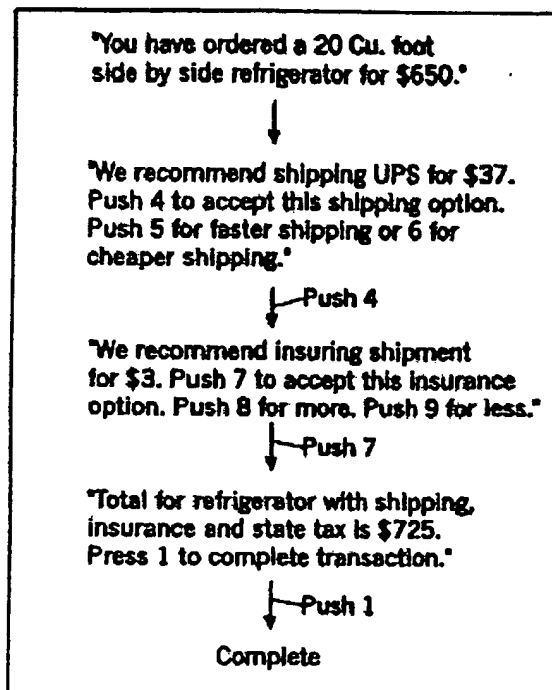 "You have ordered a 20 Cu. foot
side by side refrigerator for $650."
"We recommend shipping UPS for $37.
Push 4 to accept this shipping option.
Push 5 for faster shipping or 6 for
cheaper shipping."
Push 4
"We recommend insuring shipment
for $3. Push 7 to accept this insurance
option. Push 8 for more. Push 9 for less."
Push 7
"Total for refrigerator with shipping,
insurance and state tax is $725.
Press 1 to complete transaction."
Push 1
Complete